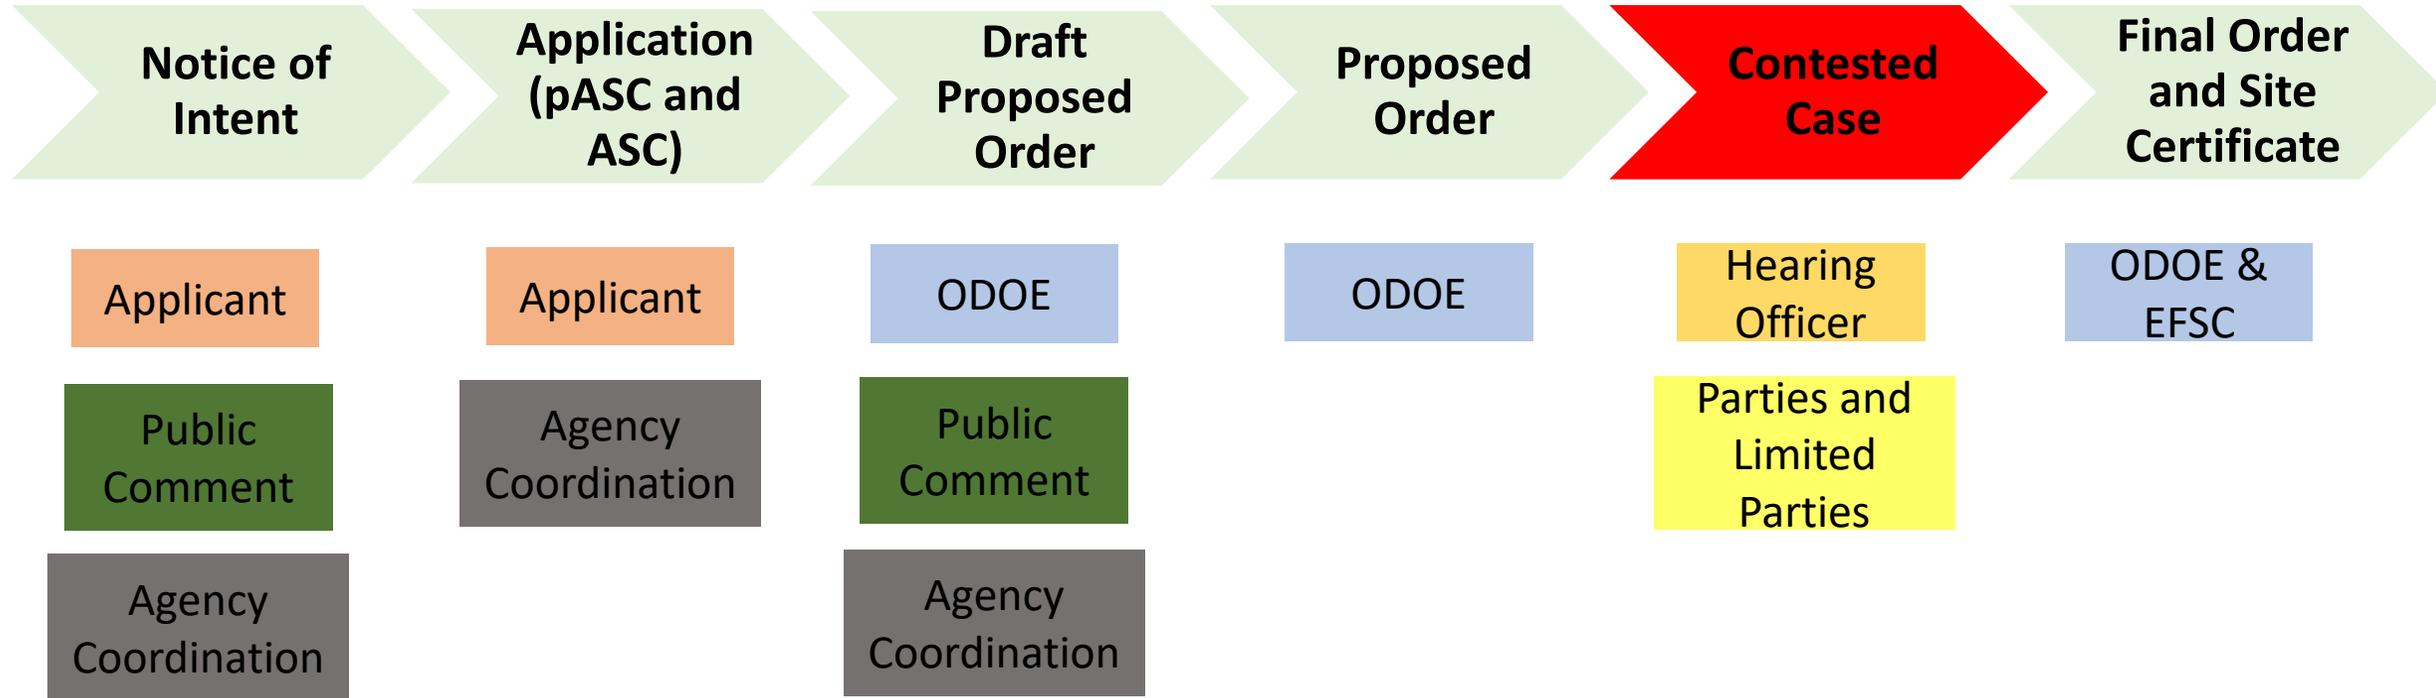 Notice of
Intent
Application
(pASC and
ASC)
Draft
Proposed
Order
Proposed
Order
Contested
Case
Final Order
and Site
Certificate
Applicant
Applicant
ODOE
ODOE
Hearing
Officer
ODOE &
EFSC
Public
Comment
Agency
Coordination
Public
Comment
Parties and
Limited
Parties
Agency
Coordination
Agency
Coordination